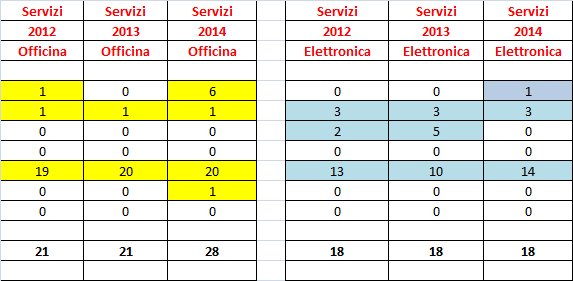 Servizi Servizi Servizi Servizi Servizi Servizi
2012 2013 2014 2012 2013 2014
Officina Officina Officina Elettronica Elettronica Elettronica
1 0 6 0 0 1
1 1 1 3 3 3
0 0 0 2 5 0
0 0 0 0 0 0
19 20 20 13 10 14
0 0 1 0 0 0
0 0 0 0 0 0
21 21 28 18 18 18